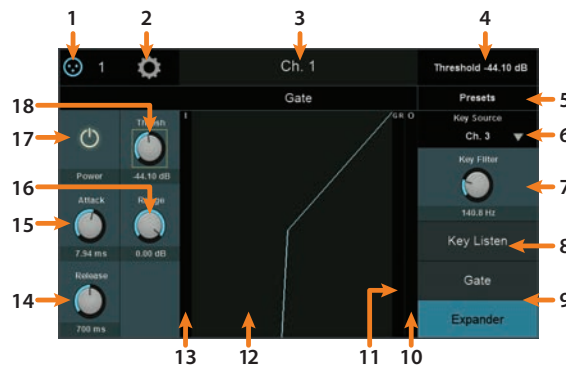 1 2 3 4
1 Ch. 1 Threshold -44.10 dB
Gate Presets 5
18 Thresh I GR O Key Source
17 Ch. 3 6
Power -44.10 dB Key Filter
16 7
Attack Range 140.8 Hz
15 Key Listen 8
7.94 ms 0.00 dB
Release Gate
14 9
700 ms Expander
13 12 11 10